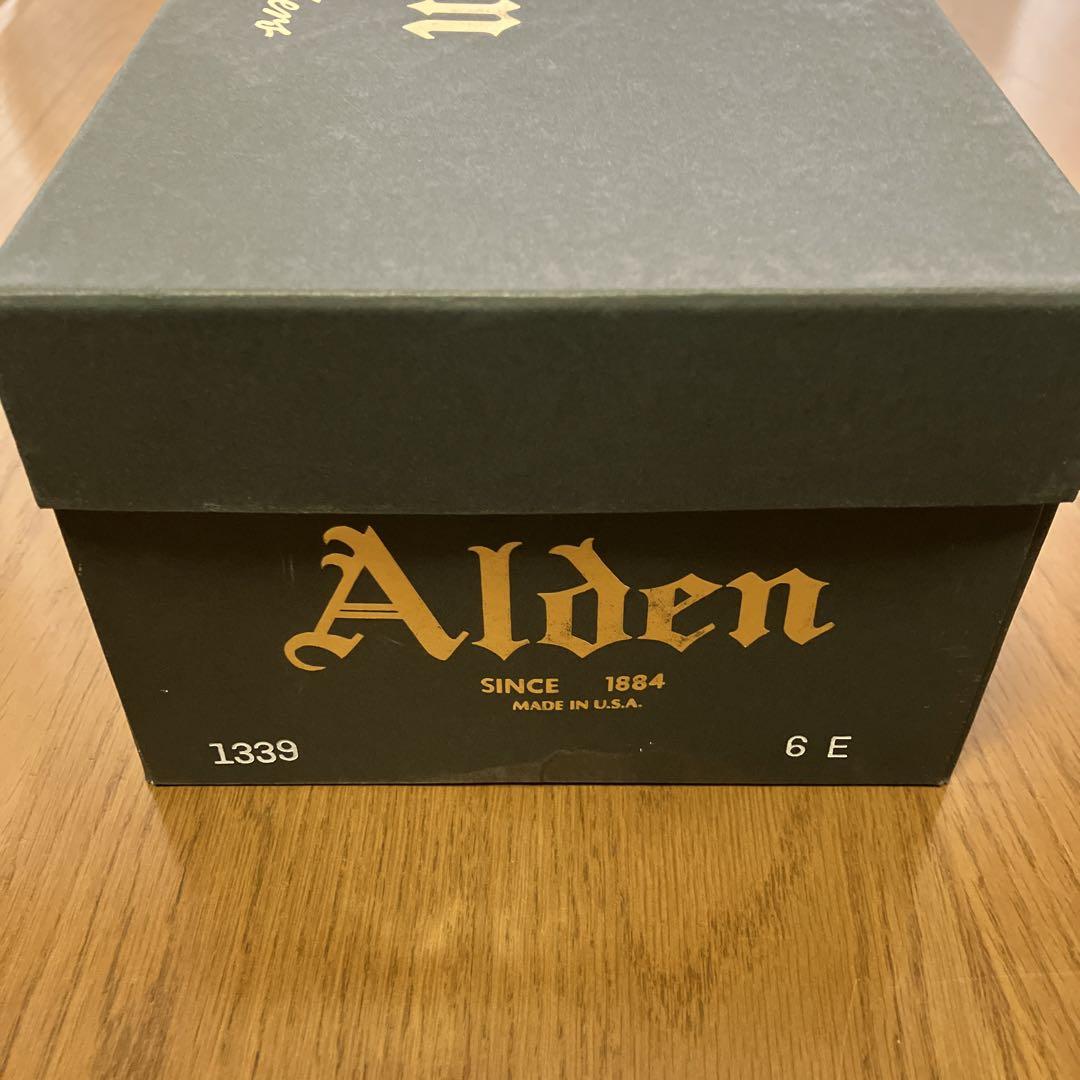 Alden
SINCE 1884
MADE IN U.S.A.
1339 6 E